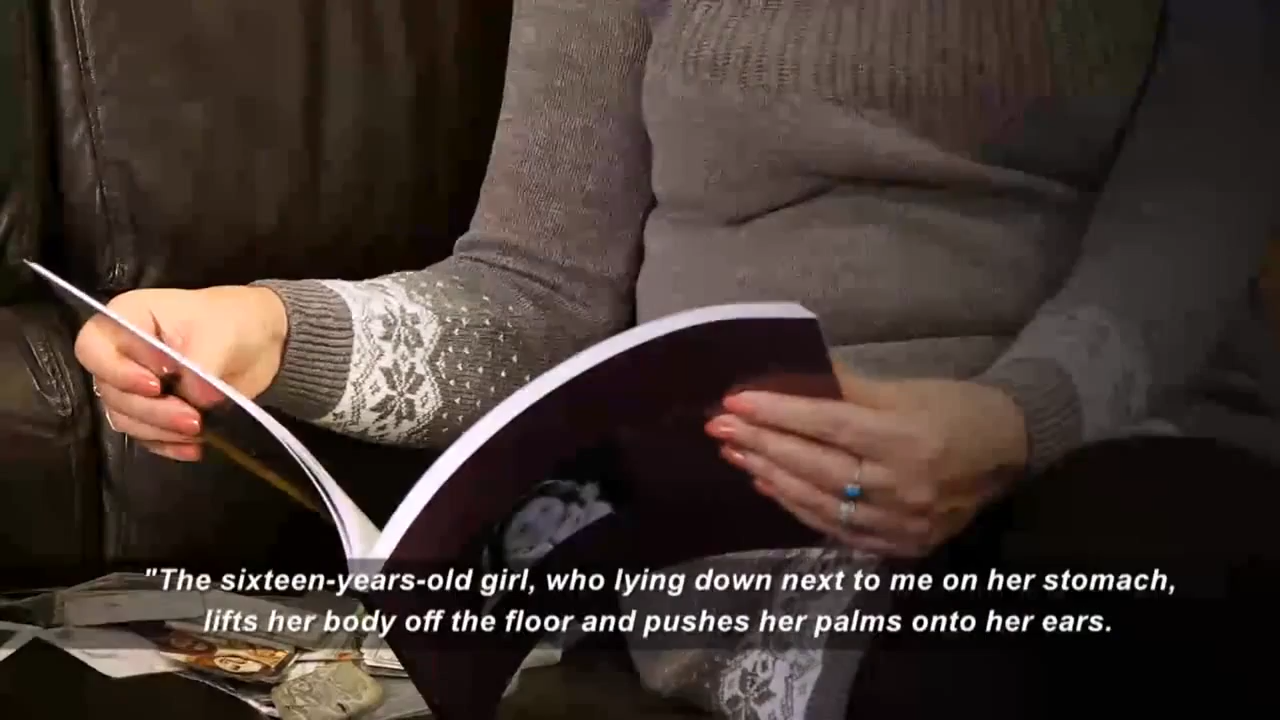 "The sixteen-years-old girl, who lying down next to me on her stomach,
lifts her body off the floor and pushes her palms onto her ears.